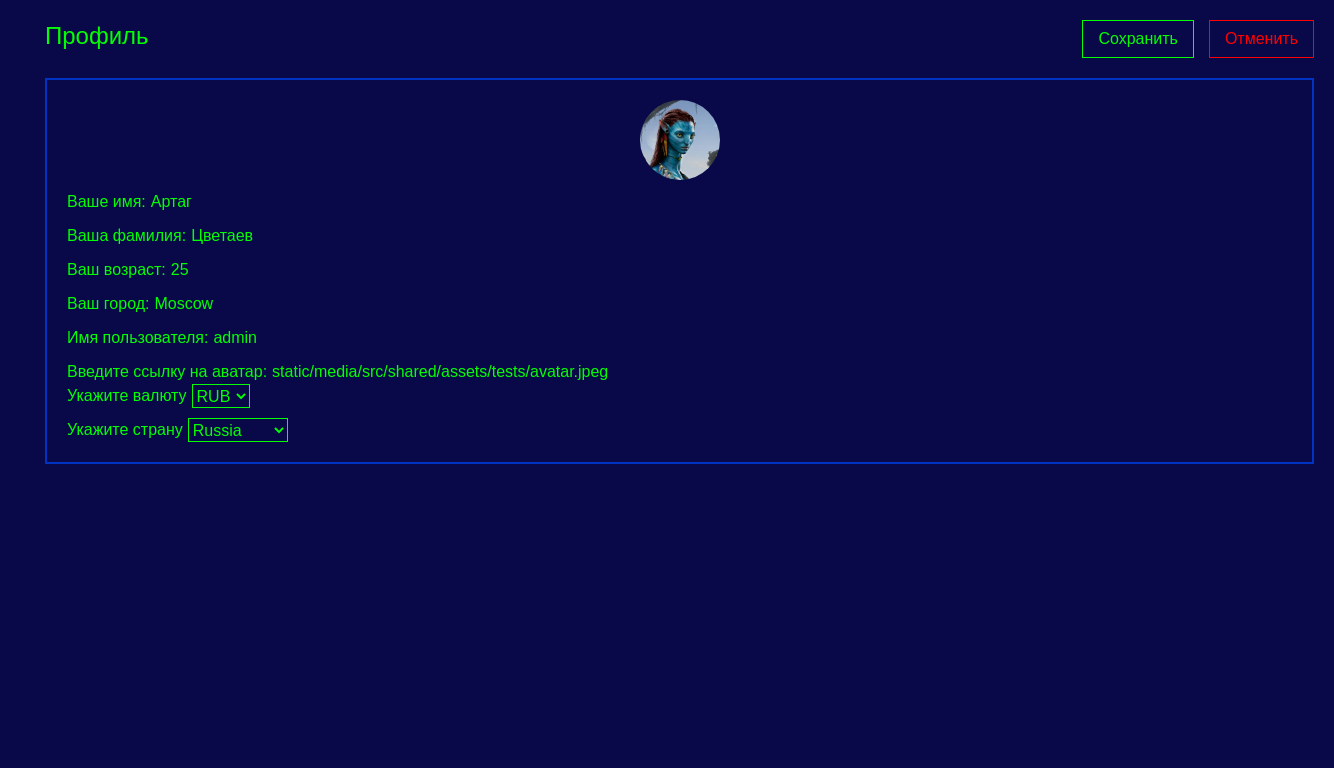 Профиль
Сохранить
Отменить
Ваше имя: Артаг
Ваша фамилия: Цветаев
Ваш возраст: 25
Ваш город: Moscow
Имя пользователя: admin
Введите ссылку на аватар: static/media/src/shared/assets/tests/avatar.jpeg
Укажите валюту RUB
Укажите страну Russia